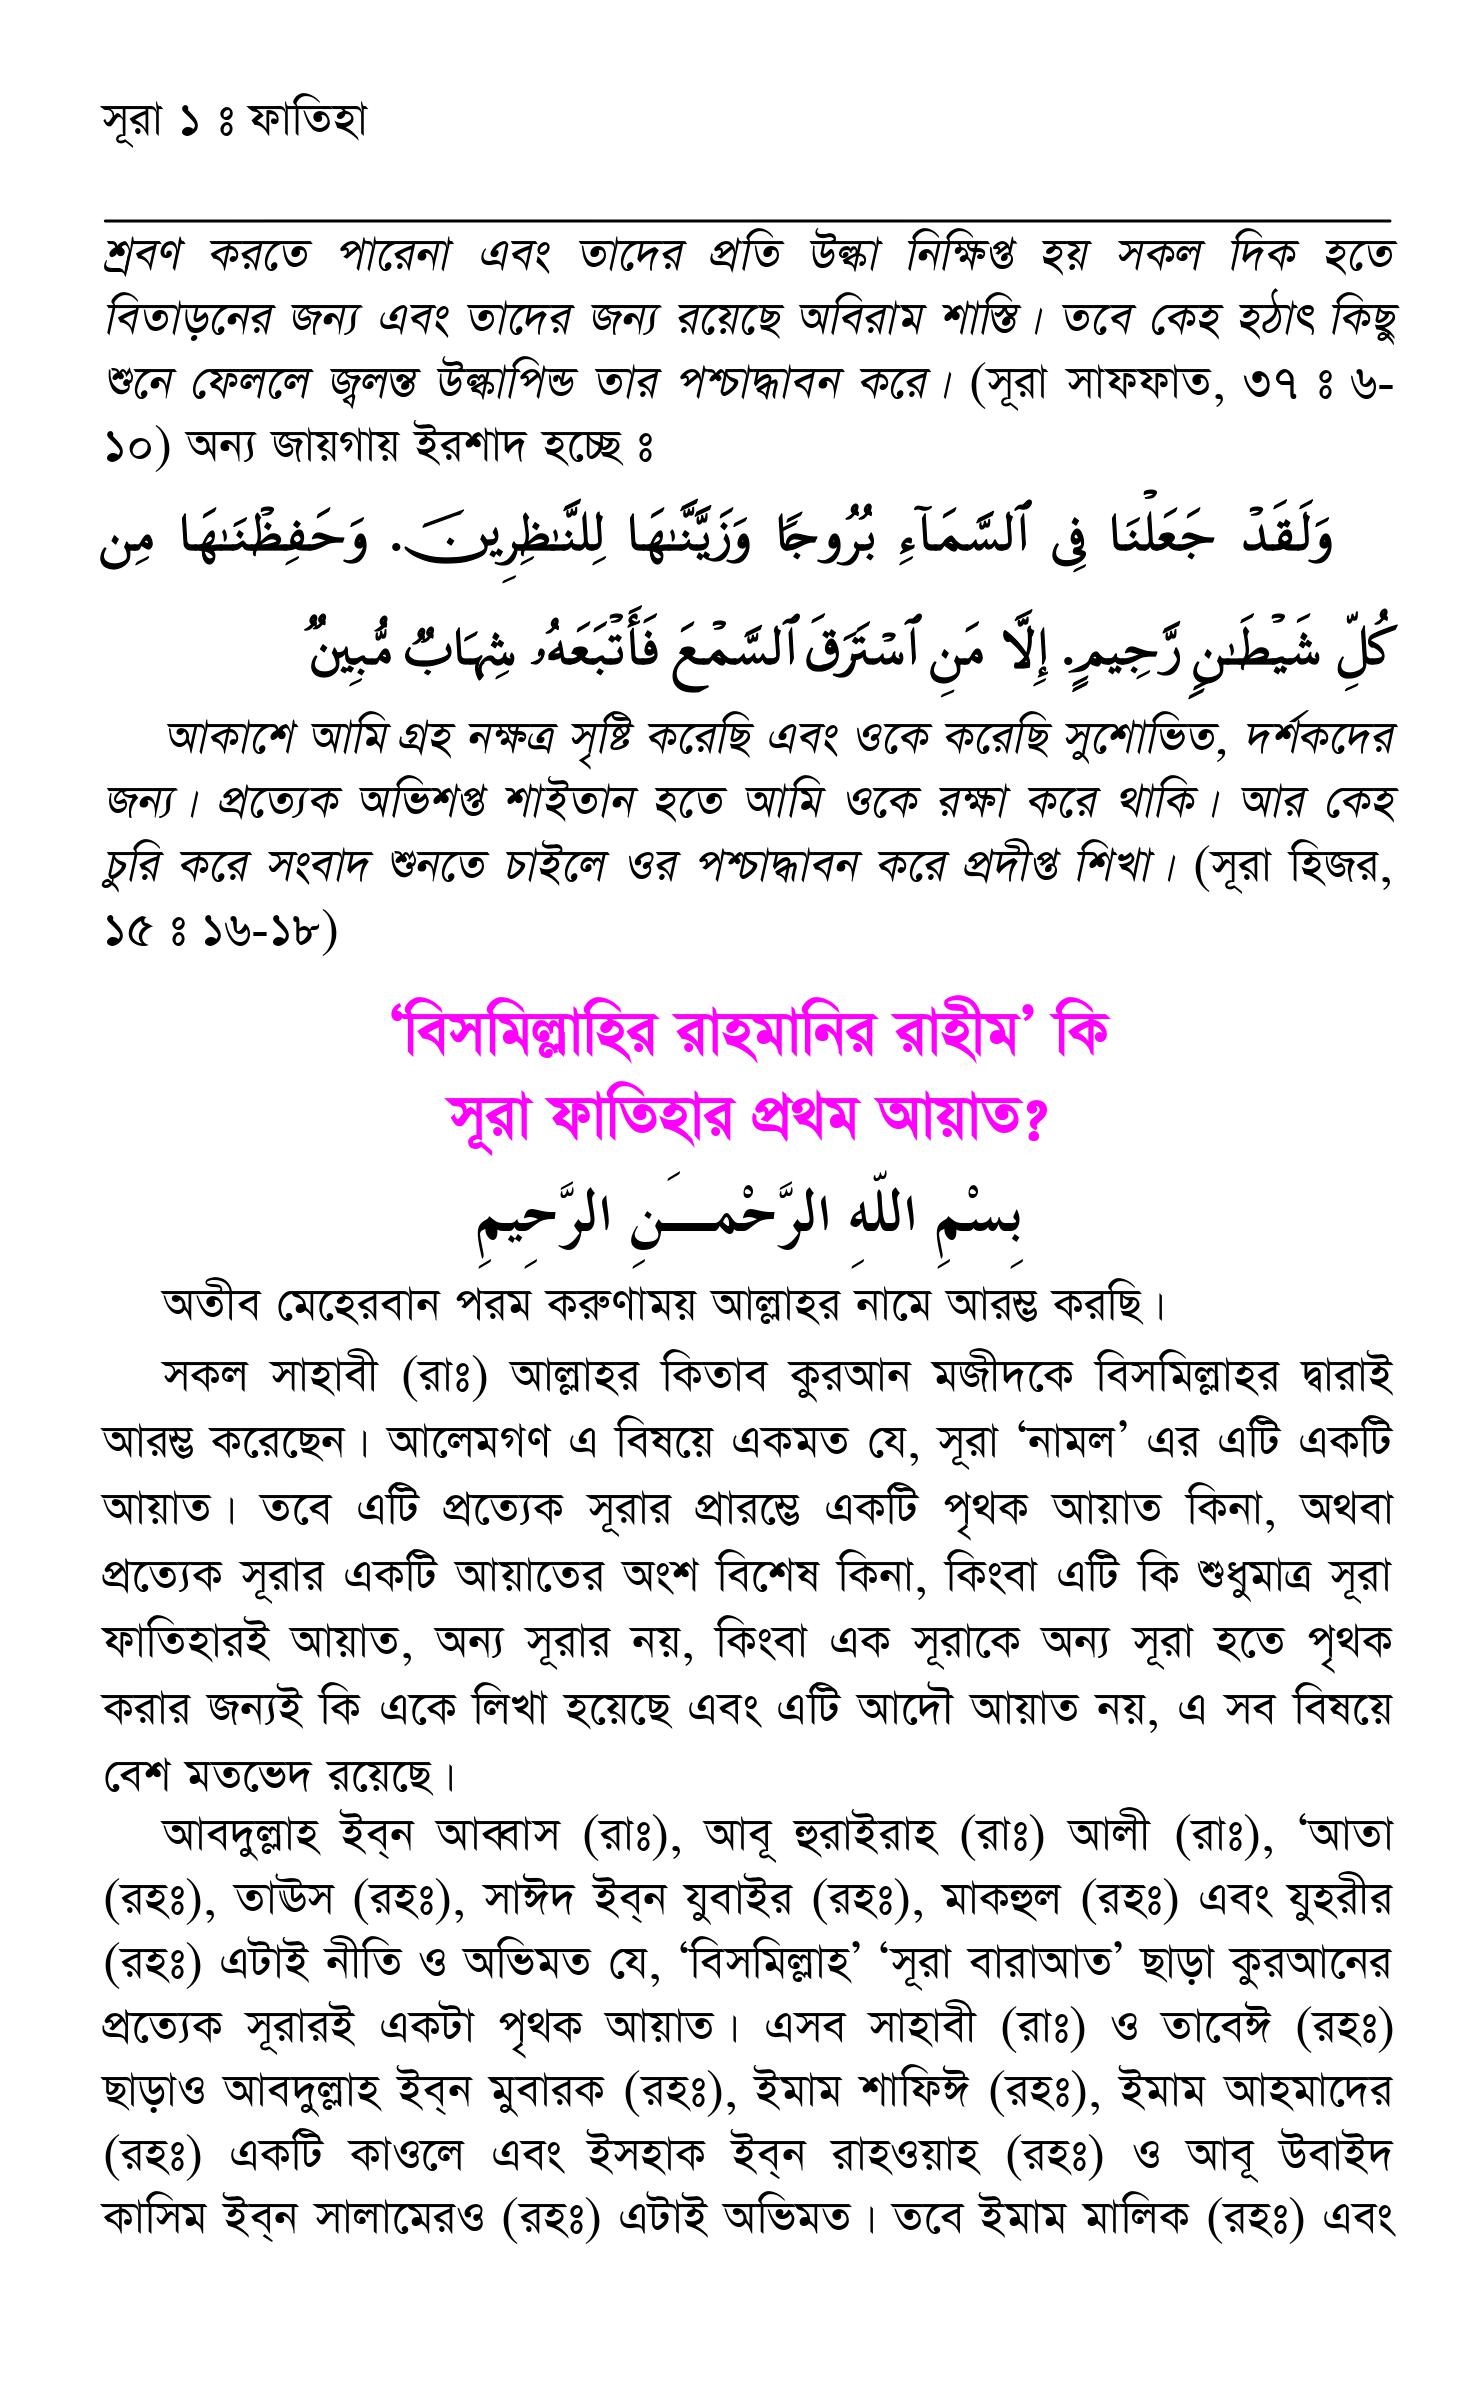 সূরা ১ ঃ ফাতিহা
শ্রবণ করতে পারেনা এবং তাদের প্রতি উল্কা নিক্ষিপ্ত হয় সকল দিক হতে
বিতাড়নের জন্য এবং তাদের জন্য রয়েছে অবিরাম শাস্তি। তবে কেহ হঠাৎ কিছু
শুনে ফেললে জ্বলন্ত উল্কাপিন্ড তার পশ্চাদ্ধাবন করে। (সূরা সাফফাত, ৩৭ ঃ ৬-
১০) অন্য জায়গায় ইরশাদ হচ্ছে ঃ
وَلَقَدْ جَعَلْنَا فِى ٱلسَّمَآءِ بُرُوجًا وَزَيَّنَّـٰهَا لِلنَّـٰظِرِينَ. وَحَفِظْنَـٰهَا مِن
كُلِّ شَيْطَـٰنٍ رَّجِيمٍ. إِلَّا مَنِ ٱسْتَرَقَ ٱلسَّمْعَ فَأَتْبَعَهُۥ شِهَابٌ مُّبِينٌ
আকাশে আমি গ্রহ নক্ষত্র সৃষ্টি করেছি এবং ওকে করেছি সুশোভিত, দর্শকদের
জন্য। প্রত্যেক অভিশপ্ত শাইতান হতে আমি ওকে রক্ষা করে থাকি। আর কেহ
চুরি করে সংবাদ শুনতে চাইলে ওর পশ্চাদ্ধাবন করে প্রদীপ্ত শিখা। (সূরা হিজর,
১৫ ঃ ১৬-১৮)
‘বিসমিল্লাহির রাহমানির রাহীম’ কি
সূরা ফাতিহার প্রথম আয়াত?
بِسْمِ اللّهِ الرَّحْمـَنِ الرَّحِيمِ
অতীব মেহেরবান পরম করুণাময় আল্লাহর নামে আরম্ভ করছি।
সকল সাহাবী (রাঃ) আল্লাহর কিতাব কুরআন মজীদকে বিসমিল্লাহর দ্বারাই
আরম্ভ করেছেন। আলেমগণ এ বিষয়ে একমত যে, সূরা ‘নামল’ এর এটি একটি
আয়াত। তবে এটি প্রত্যেক সূরার প্রারম্ভে একটি পৃথক আয়াত কিনা, অথবা
প্রত্যেক সূরার একটি আয়াতের অংশ বিশেষ কিনা, কিংবা এটি কি শুধুমাত্র সূরা
ফাতিহারই আয়াত, অন্য সূরার নয়, কিংবা এক সূরাকে অন্য সূরা হতে পৃথক
করার জন্যই কি একে লিখা হয়েছে এবং এটি আদৌ আয়াত নয়, এ সব বিষয়ে
বেশ মতভেদ রয়েছে।
আবদুল্লাহ ইব্‌ন আব্বাস (রাঃ), আবূ হুরাইরাহ (রাঃ) আলী (রাঃ), ‘আতা
(রহঃ), তাঊস (রহঃ), সাঈদ ইব্‌ন যুবাইর (রহঃ), মাকহুল (রহঃ) এবং যুহরীর
(রহঃ) এটাই নীতি ও অভিমত যে, ‘বিসমিল্লাহ’ ‘সূরা বারাআত’ ছাড়া কুরআনের
প্রত্যেক সূরারই একটা পৃথক আয়াত। এসব সাহাবী (রাঃ) ও তাবেঈ (রহঃ)
ছাড়াও আবদুল্লাহ ইব্‌ন মুবারক (রহঃ), ইমাম শাফিঈ (রহঃ), ইমাম আহমাদের
(রহঃ) একটি কাওলে এবং ইসহাক ইব্‌ন রাহওয়াহ (রহঃ) ও আবূ উবাইদ
কাসিম ইব্‌ন সালামেরও (রহঃ) এটাই অভিমত। তবে ইমাম মালিক (রহঃ) এবং